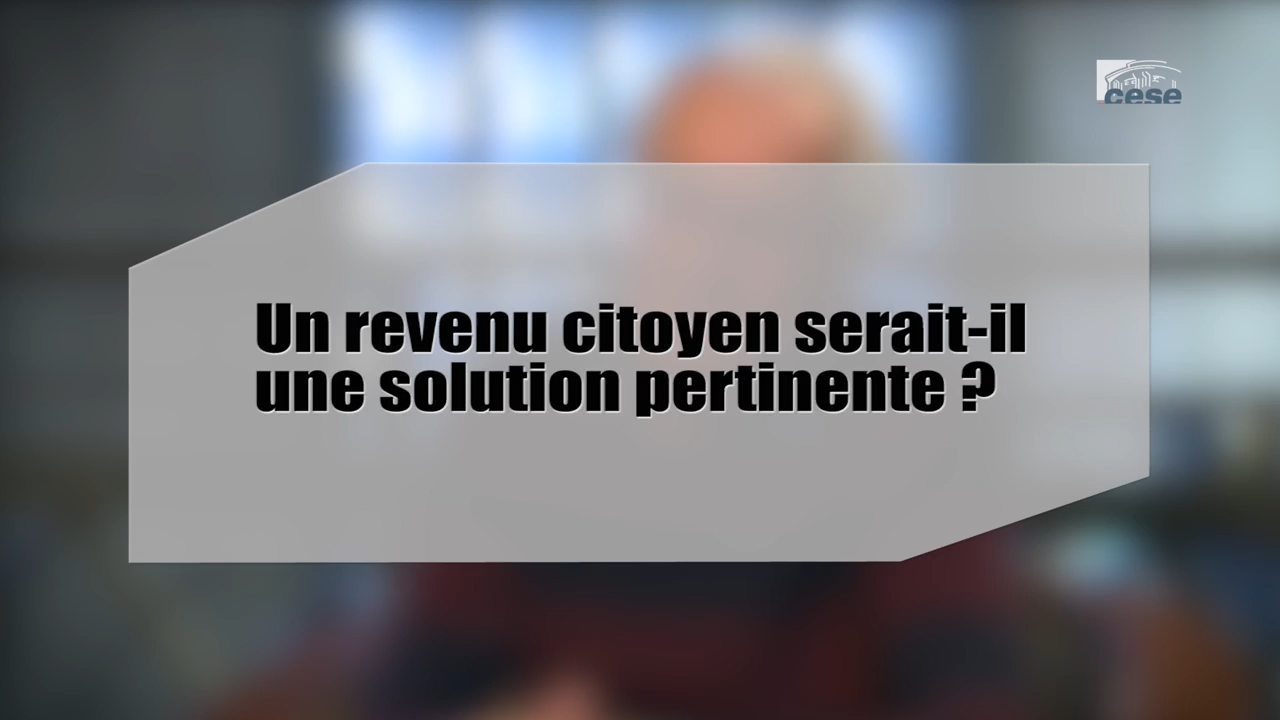 cese
Un revenu citoyen serait-il
une solution pertinente ?